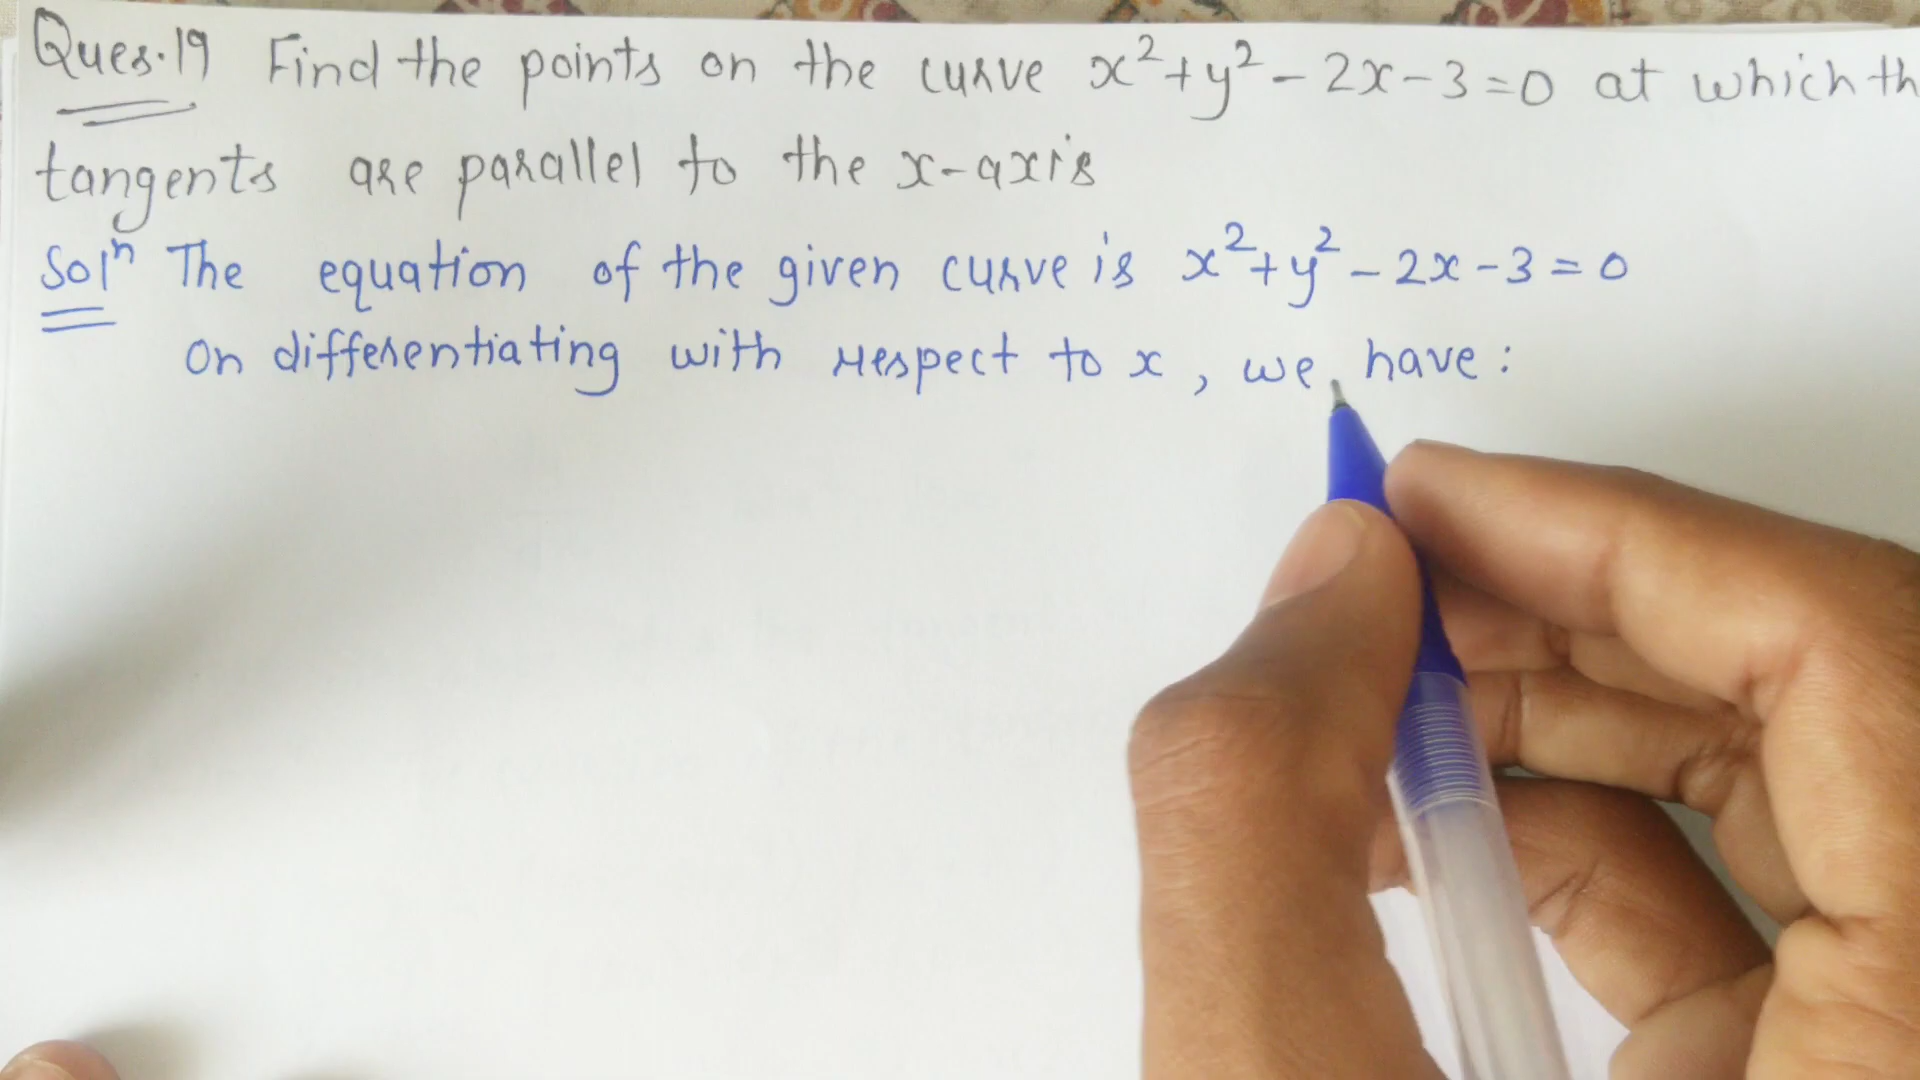 Ques.19 Find the points on the curve x²+y²-2x-3=0 at which th
tangents are parallel to the x-axis
Solⁿ The equation of the given curve is x²+y²-2x-3=0
On differentiating with respect to x, we have: